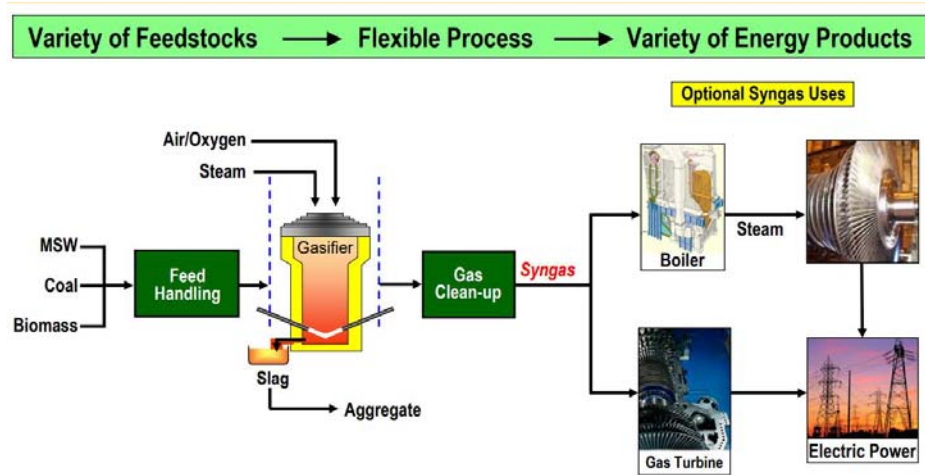 Variety of Feedstocks → Flexible Process → Variety of Energy Products
Optional Syngas Uses
Air/Oxygen
Steam
Gasifier
MSW
Coal
Biomass
Feed
Handling
Gas
Clean-up
Syngas
Boiler
Steam
Slag
Aggregate
Gas Turbine
Electric Power